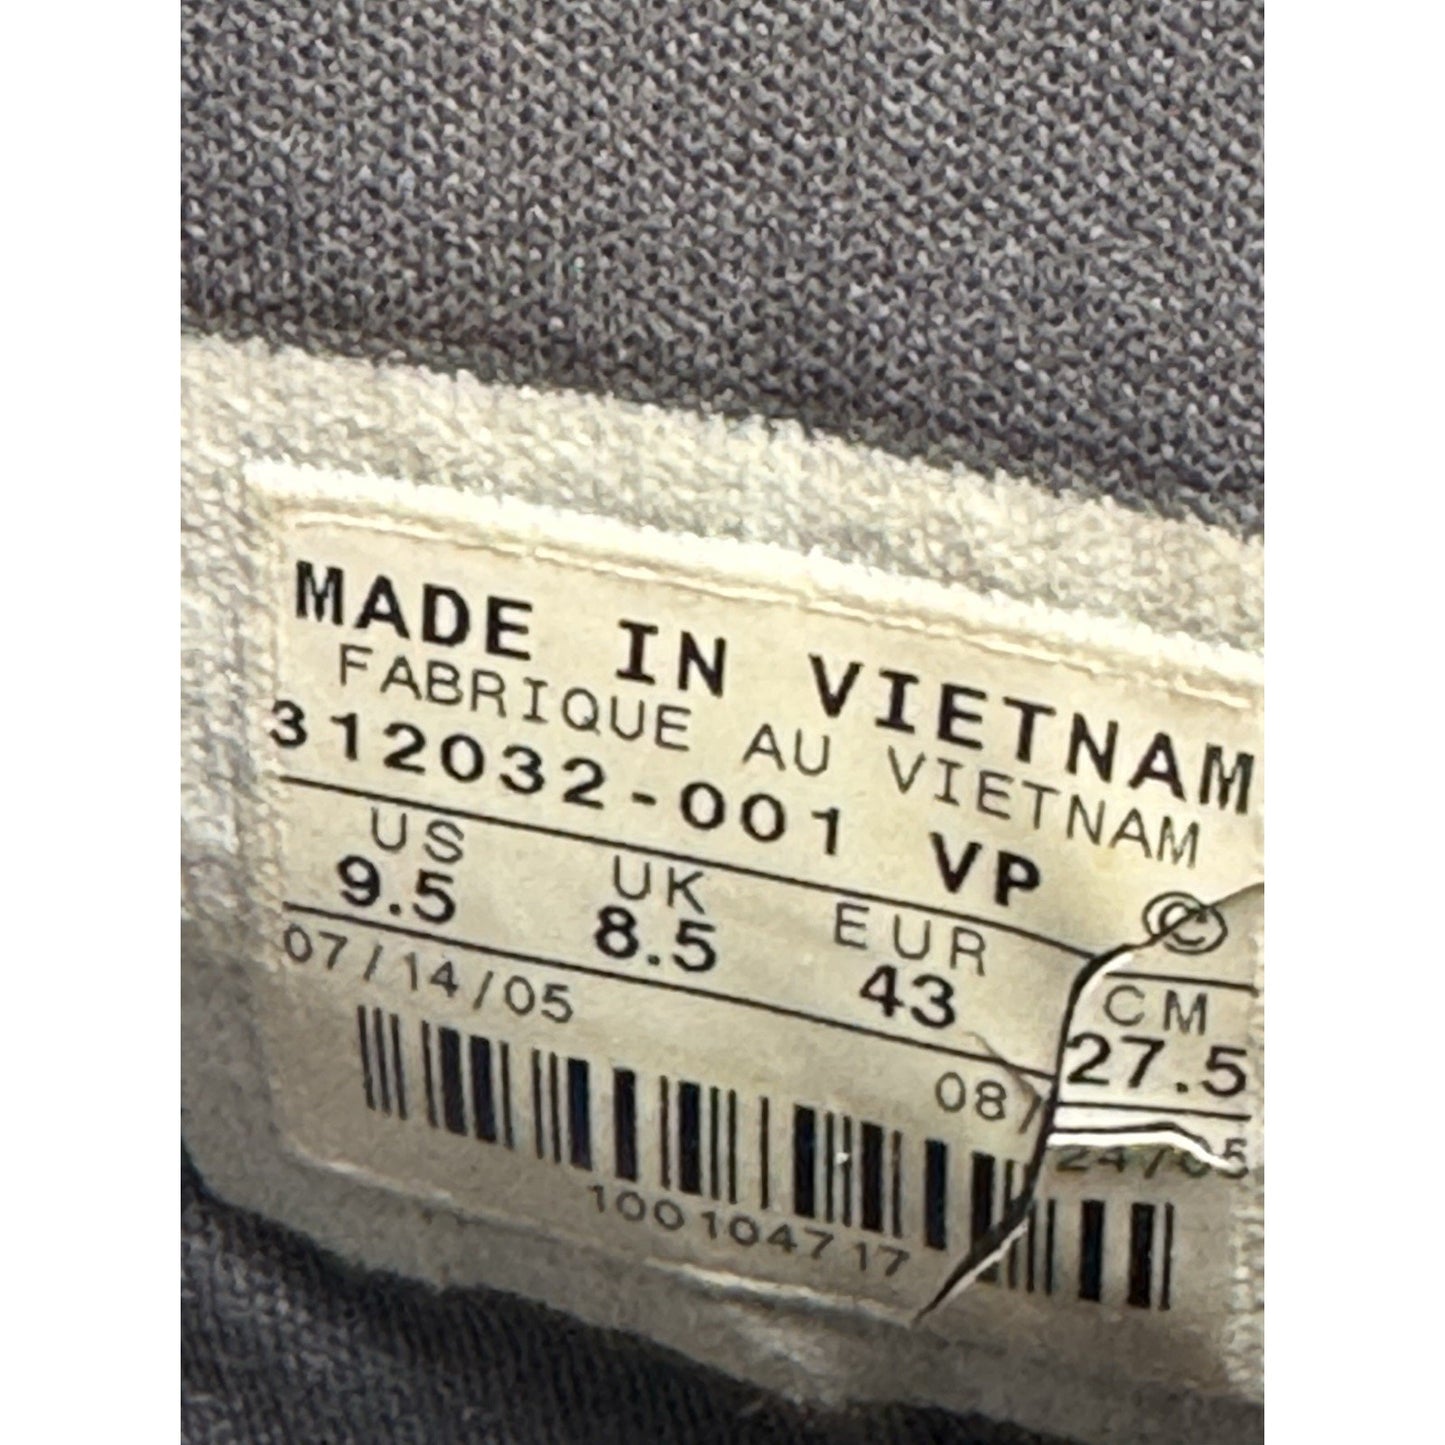 MADE IN VIETNAM
FABRIQUE AU VIETNAM
312032-001 VP ©
US UK EUR CM
9.5 8.5 43 27.5
07/14/05 08/24/05
100104717